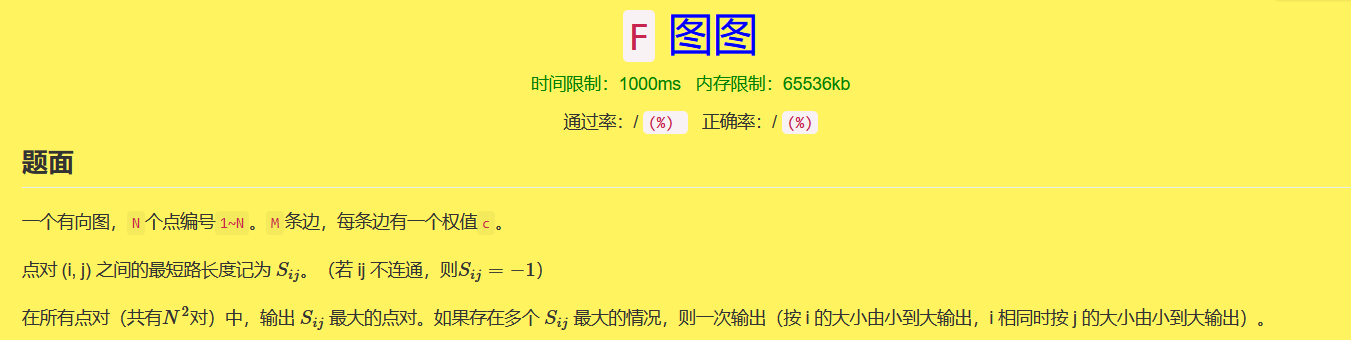 F 图图
时间限制：1000ms 内存限制：65536kb
通过率：/ (%) 正确率：/ (%)
题面
一个有向图，N个点编号1~N。M条边，每条边有一个权值c。
点对 (i, j) 之间的最短路长度记为 S_{ij}。（若 ij 不连通，则S_{ij} = −1）
在所有点对（共有N^2对）中，输出 S_{ij} 最大的点对。如果存在多个 S_{ij} 最大的情况，则一次输出（按 i 的大小由小到大输出，i 相同时按 j 的大小由小到大输出）。